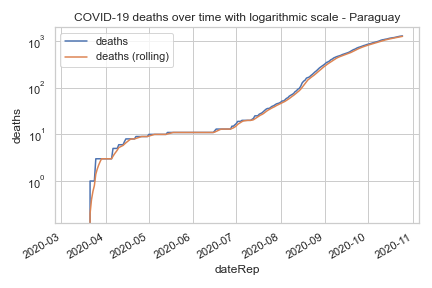 COVID-19 deaths over time with logarithmic scale - Paraguay
deaths
deaths (rolling)
10³
10²
10¹
10⁰
deaths
2020-03
2020-04
2020-05
2020-06
2020-07
2020-08
2020-09
2020-10
2020-11
dateRep